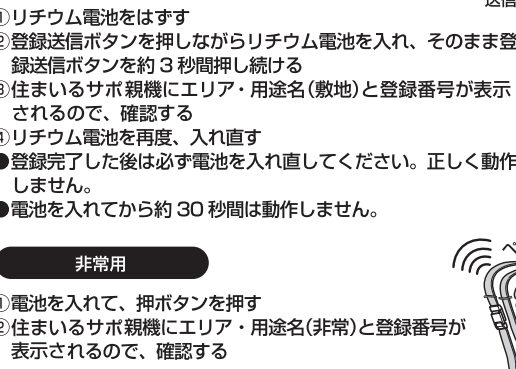 送信
①リチウム電池をはずす
②登録送信ボタンを押しながらリチウム電池を入れ、そのまま登
録送信ボタンを約3秒間押し続ける
③住まいるサポ親機にエリア・用途名(敷地)と登録番号が表示
されるので、確認する
④リチウム電池を再度、入れ直す
●登録完了した後は必ず電池を入れ直してください。正しく動作
しません。
●電池を入れてから約30秒間は動作しません。
非常用
①電池を入れて、押ボタンを押す
②住まいるサポ親機にエリア・用途名(非常)と登録番号が
表示されるので、確認する